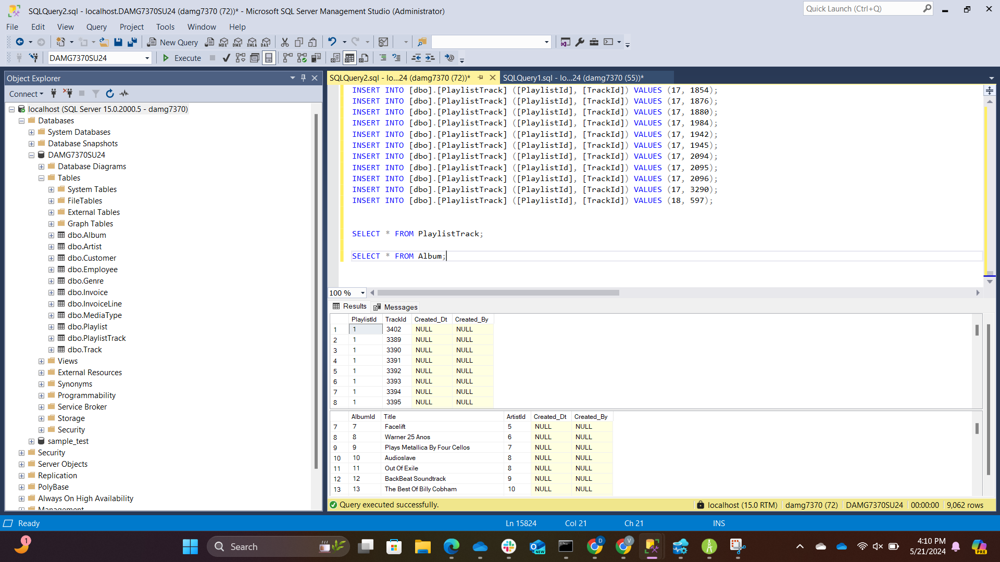 SQLQuery2.sql - localhost.DAMG7370SU24 (damg7370 (72))* - Microsoft SQL Server Management Studio (Administrator)
Quick Launch (Ctrl+Q)
File Edit View Query Project Tools Window Help
New Query
MDX DMX XMLA DAX
DAMG7370SU24
Execute
Object Explorer
Connect
localhost (SQL Server 15.0.2000.5 - damg7370)
Databases
System Databases
Database Snapshots
DAMG7370SU24
Database Diagrams
Tables
System Tables
FileTables
External Tables
Graph Tables
dbo.Album
dbo.Artist
dbo.Customer
dbo.Employee
dbo.Genre
dbo.Invoice
dbo.InvoiceLine
dbo.MediaType
dbo.Playlist
dbo.PlaylistTrack
dbo.Track
Views
External Resources
Synonyms
Programmability
Service Broker
Storage
Security
sample_test
Security
Server Objects
Replication
PolyBase
Always On High Availability
Management
SQLQuery2.sql - lo...24 (damg7370 (72))*
SQLQuery1.sql - lo...24 (damg7370 (55))*
INSERT INTO [dbo].[PlaylistTrack] ([PlaylistId], [TrackId]) VALUES (17, 1854);
INSERT INTO [dbo].[PlaylistTrack] ([PlaylistId], [TrackId]) VALUES (17, 1876);
INSERT INTO [dbo].[PlaylistTrack] ([PlaylistId], [TrackId]) VALUES (17, 1880);
INSERT INTO [dbo].[PlaylistTrack] ([PlaylistId], [TrackId]) VALUES (17, 1984);
INSERT INTO [dbo].[PlaylistTrack] ([PlaylistId], [TrackId]) VALUES (17, 1942);
INSERT INTO [dbo].[PlaylistTrack] ([PlaylistId], [TrackId]) VALUES (17, 1945);
INSERT INTO [dbo].[PlaylistTrack] ([PlaylistId], [TrackId]) VALUES (17, 2094);
INSERT INTO [dbo].[PlaylistTrack] ([PlaylistId], [TrackId]) VALUES (17, 2095);
INSERT INTO [dbo].[PlaylistTrack] ([PlaylistId], [TrackId]) VALUES (17, 2096);
INSERT INTO [dbo].[PlaylistTrack] ([PlaylistId], [TrackId]) VALUES (17, 3290);
INSERT INTO [dbo].[PlaylistTrack] ([PlaylistId], [TrackId]) VALUES (18, 597);
SELECT * FROM PlaylistTrack;
SELECT * FROM Album;
100 %
Results Messages
PlaylistId TrackId Created_Dt Created_By
1 1 3402 NULL NULL
2 1 3389 NULL NULL
3 1 3390 NULL NULL
4 1 3391 NULL NULL
5 1 3392 NULL NULL
6 1 3393 NULL NULL
7 1 3394 NULL NULL
8 1 3395 NULL NULL
AlbumId Title ArtistId Created_Dt Created_By
7 7 Facelift 5 NULL NULL
8 8 Warner 25 Anos 6 NULL NULL
9 9 Plays Metallica By Four Cellos 7 NULL NULL
10 10 Audioslave 8 NULL NULL
11 11 Out Of Exile 8 NULL NULL
12 12 BackBeat Soundtrack 9 NULL NULL
13 13 The Best Of Billy Cobham 10 NULL NULL
Query executed successfully.
localhost (15.0 RTM) damg7370 (72) DAMG7370SU24 00:00:00 9,062 rows
Ready
Ln 15824 Col 21 Ch 21 INS
1
Search
NEW
D
V
4:10 PM
5/21/2024
PRE